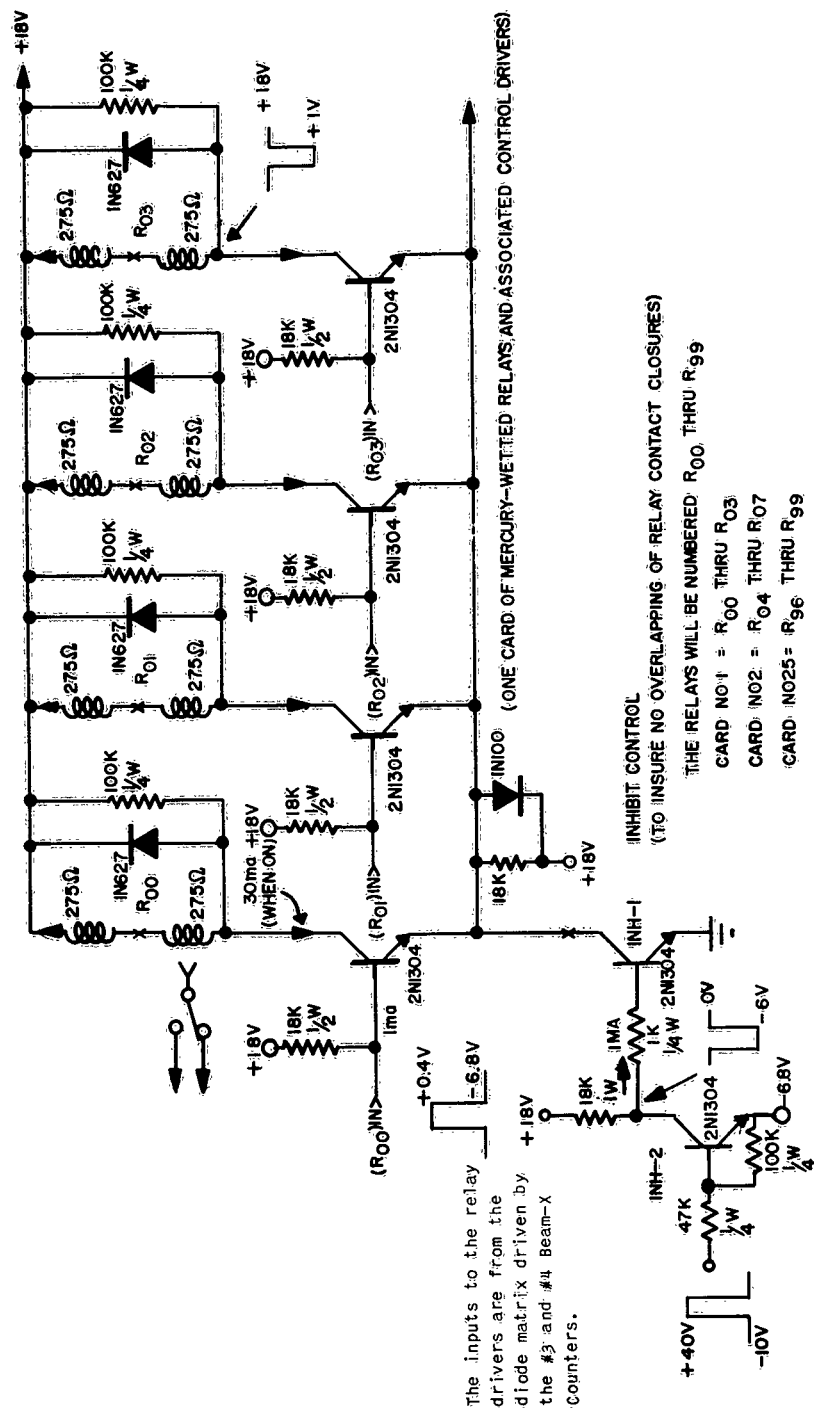 +18V
275Ω
R00
275Ω
1N627
100K
1/4W
275Ω
R01
275Ω
1N627
100K
1/4W
275Ω
R02
275Ω
1N627
100K
1/4W
275Ω
R03
275Ω
1N627
100K
1/4W
+18V
+1V
30ma
(WHEN ON)
+18V
18K
1/2W
1ma
2N1304
(R00)IN>
+18V
18K
1/2W
2N1304
(R01)IN>
+18V
18K
1/2W
2N1304
(R02)IN>
+18V
18K
1/2W
2N1304
(R03)IN>
+0.4V
-6.8V
The inputs to the relay
drivers are from the
diode matrix driven by
the #3 and #4 Beam-X
Counters.
(ONE CARD OF MERCURY-WETTED RELAYS AND ASSOCIATED CONTROL DRIVERS)
18K
1N100
+18V
+18V
18K
1W
1MA
1K
1/4W
INH-1
2N1304
0V
-6V
INH-2
2N1304
47K
1/4W
100K
1/4W
-6.8V
+40V
-10V
INHIBIT CONTROL
(TO INSURE NO OVERLAPPING OF RELAY CONTACT CLOSURES)
THE RELAYS WILL BE NUMBERED R00 THRU R99
CARD NO 1 = R00 THRU R03
CARD NO2 = R04 THRU R07
CARD NO25= R96 THRU R99